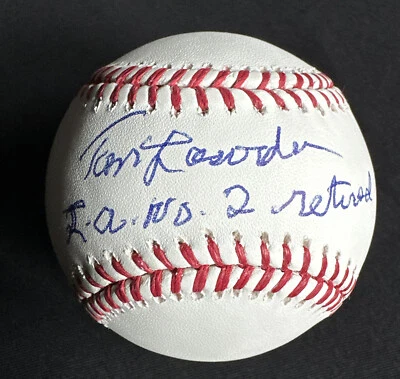 Tom Lasorda
L.A. No. 2 retired